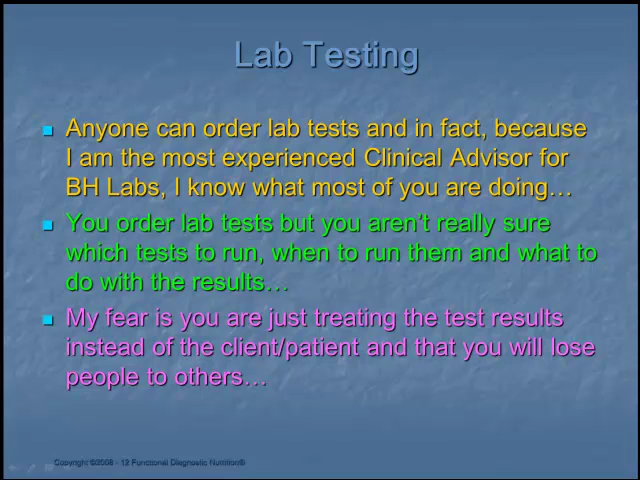 Lab Testing
Anyone can order lab tests and in fact, because
I am the most experienced Clinical Advisor for
BH Labs, I know what most of you are doing…
You order lab tests but you aren't really sure
which tests to run, when to run them and what to
do with the results…
My fear is you are just treating the test results
instead of the client/patient and that you will lose
people to others…
Copyright ©2008 - 12 Functional Diagnostic Nutrition®